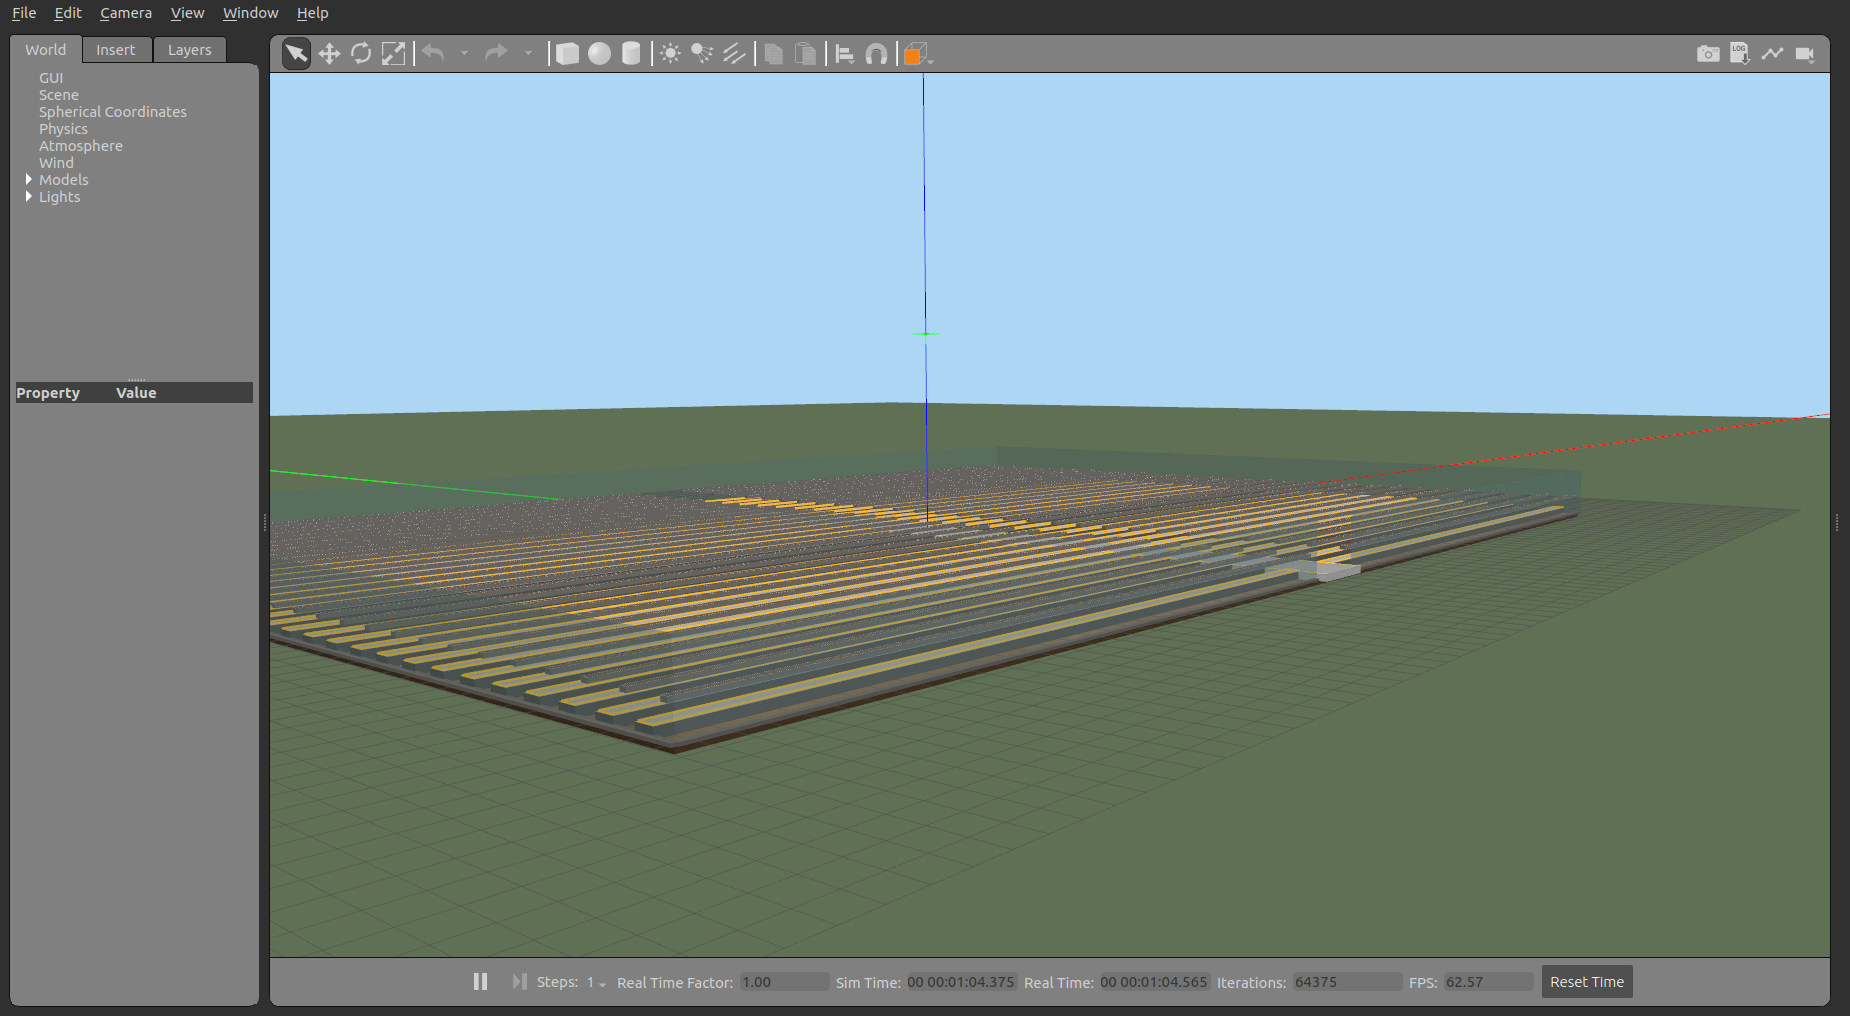 File Edit Camera View Window Help
World Insert Layers
LOG
GUI
Scene
Spherical Coordinates
Physics
Atmosphere
Wind
Models
Lights
Property Value
Steps: 1 Real Time Factor: 1.00 Sim Time: 00 00:01:04.375 Real Time: 00 00:01:04.565 Iterations: 64375 FPS: 62.57 Reset Time